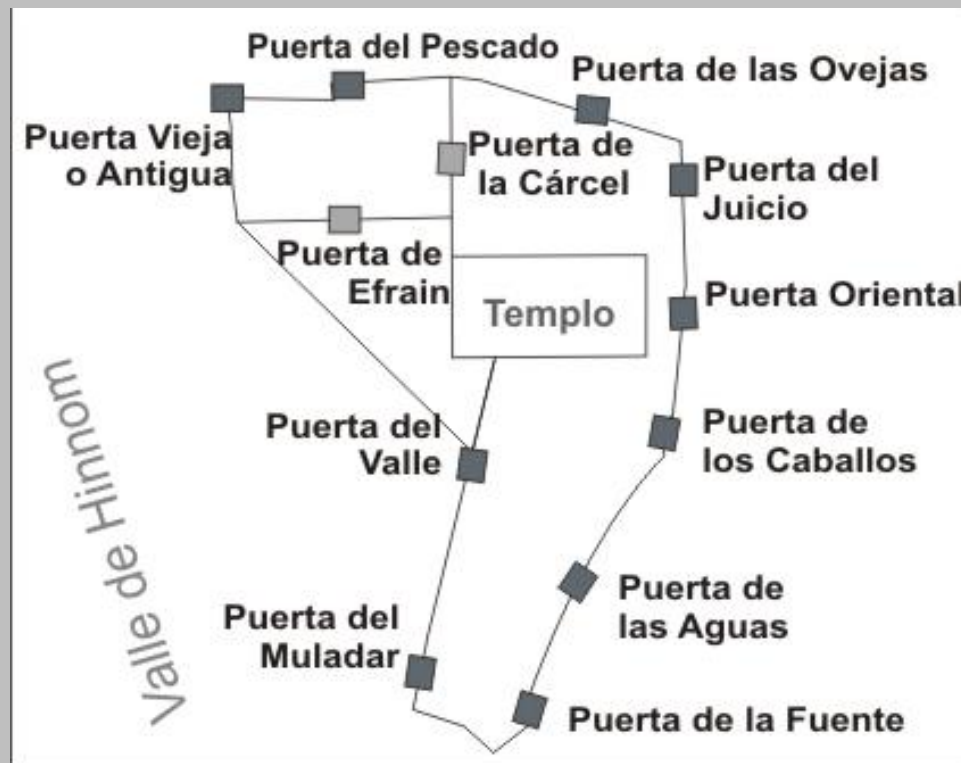 Puerta del Pescado
Puerta de las Ovejas
Puerta Vieja
o Antigua
Puerta de
la Cárcel
Puerta del
Juicio
Puerta de
Efrain
Templo
Puerta Oriental
Valle de Hinnom
Puerta del
Valle
Puerta de
los Caballos
Puerta del
Muladar
Puerta de
las Aguas
Puerta de la Fuente